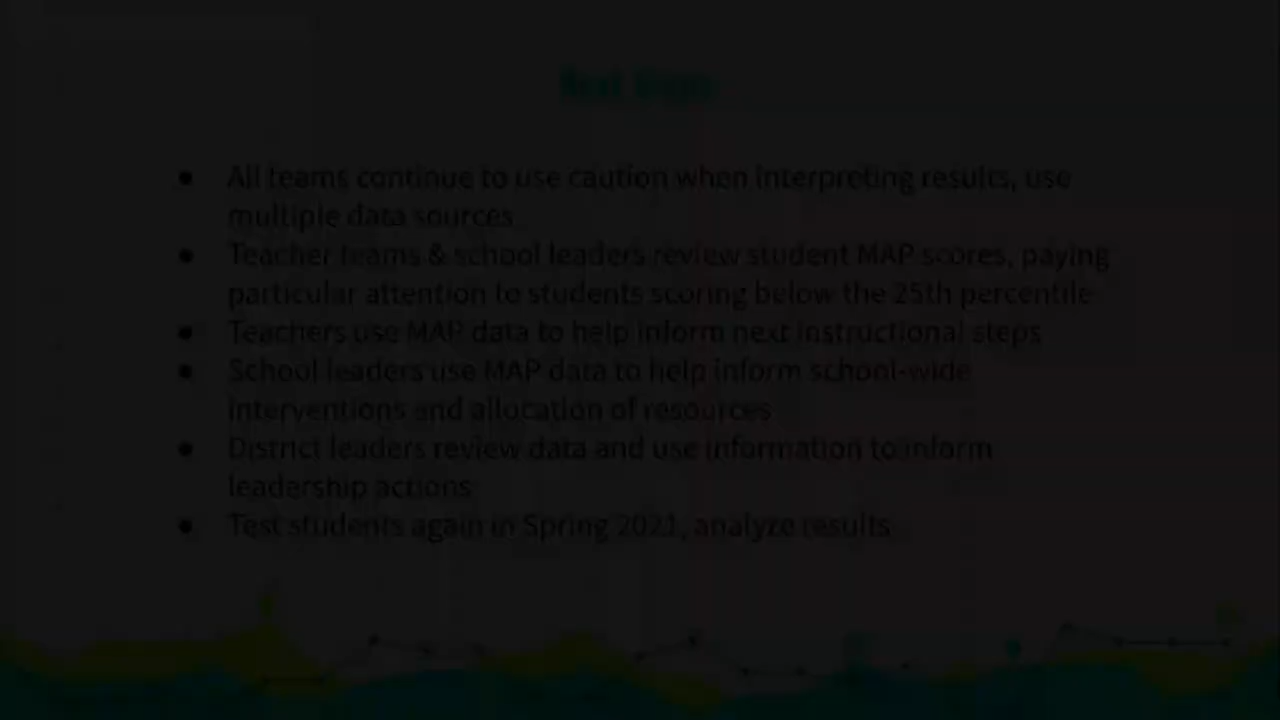 Next Steps
● All teams continue to use caution when interpreting results, use
multiple data sources
● Teacher teams & school leaders review student MAP scores, paying
particular attention to students scoring below the 25th percentile
● Teachers use MAP data to help inform next instructional steps
● School leaders use MAP data to help inform school-wide
interventions and allocation of resources
● District leaders review data and use information to inform
leadership actions
● Test students again in Spring 2021, analyze results